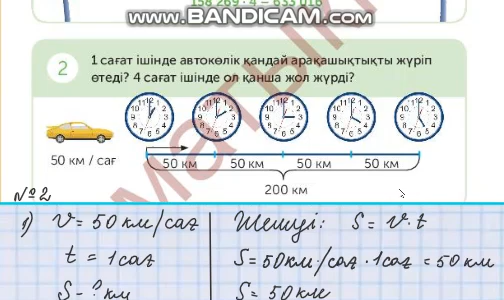 158 269 · 4 = 633 016
www.BANDICAM.com
2
1 сағат ішінде автокөлік қандай арақашықтықты жүріп
өтеді? 4 сағат ішінде ол қанша жол жүрді?
50 км / сағ
50 км 50 км 50 км 50 км
200 км
№2
1) v = 50 км/сағ
t = 1 сағ
S - ? км
Шешуі: S = v · t
S = 50 км/сағ · 1 сағ = 50 км
S = 50 км